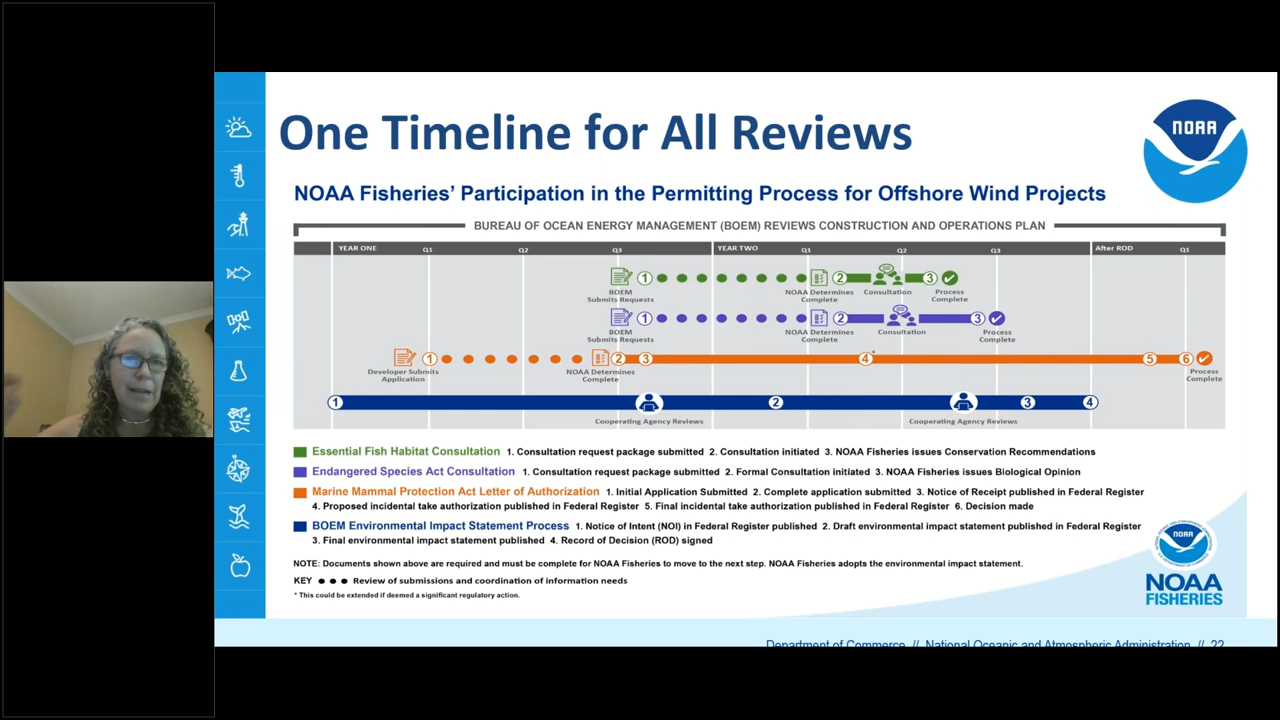 One Timeline for All Reviews
NOAA
NOAA Fisheries' Participation in the Permitting Process for Offshore Wind Projects
BUREAU OF OCEAN ENERGY MANAGEMENT (BOEM) REVIEWS CONSTRUCTION AND OPERATIONS PLAN
YEAR ONE Q1 Q2 Q3 YEAR TWO Q1 Q2 Q3 After ROD Q1
1 2 3
BOEM Submits Requests NOAA Determines Complete Consultation Process Complete
1 2 3
BOEM Submits Requests NOAA Determines Complete Consultation Process Complete
1 2 3 4* 5 6
Developer Submits Application NOAA Determines Complete Process Complete
1 2 3 4
Cooperating Agency Reviews Cooperating Agency Reviews
Essential Fish Habitat Consultation 1. Consultation request package submitted 2. Consultation initiated 3. NOAA Fisheries issues Conservation Recommendations
Endangered Species Act Consultation 1. Consultation request package submitted 2. Formal Consultation initiated 3. NOAA Fisheries issues Biological Opinion
Marine Mammal Protection Act Letter of Authorization 1. Initial Application Submitted 2. Complete application submitted 3. Notice of Receipt published in Federal Register
4. Proposed incidental take authorization published in Federal Register 5. Final incidental take authorization published in Federal Register 6. Decision made
BOEM Environmental Impact Statement Process 1. Notice of Intent (NOI) in Federal Register published 2. Draft environmental impact statement published in Federal Register
3. Final environmental impact statement published 4. Record of Decision (ROD) signed
NOTE: Documents shown above are required and must be complete for NOAA Fisheries to move to the next step. NOAA Fisheries adopts the environmental impact statement.
KEY ● ● ● Review of submissions and coordination of information needs
* This could be extended if deemed a significant regulatory action.
NOAA
FISHERIES
Department of Commerce // National Oceanic and Atmospheric Administration // 22